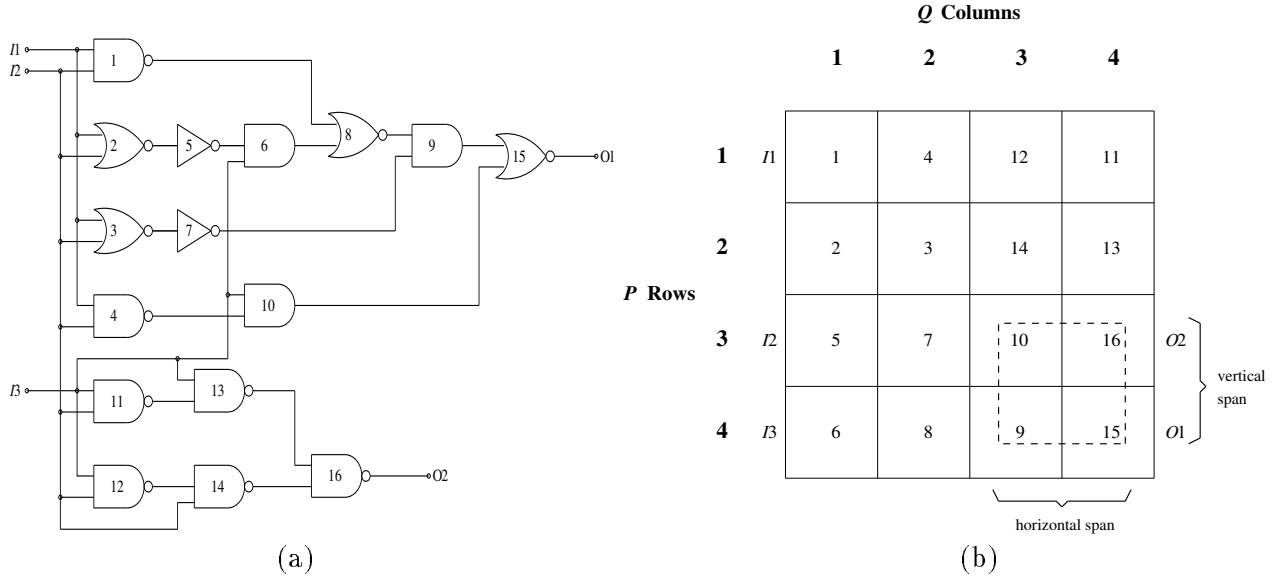 I1
I2
1
2
5
6
8
9
15
O1
3
7
4
10
I3
11
13
12
14
16
O2
(a)
Q Columns
1 2 3 4
1 I1 1 4 12 11
2 2 3 14 13
P Rows
3 I2 5 7 10 16 O2
vertical
span
4 I3 6 8 9 15 O1
horizontal span
(b)